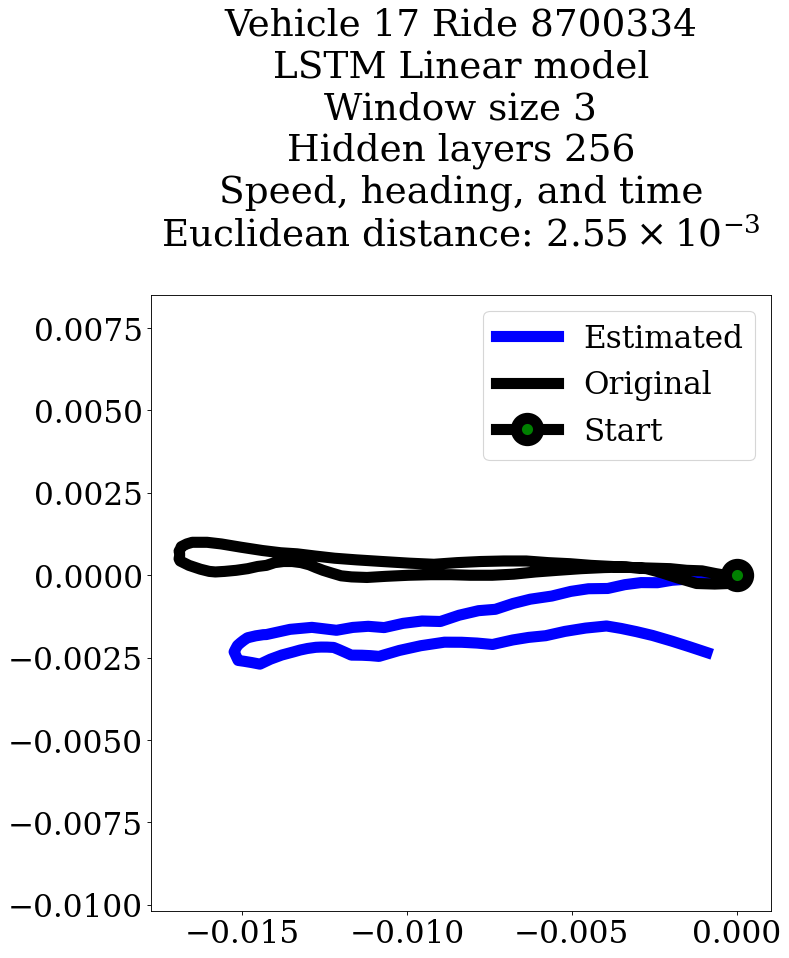 Vehicle 17 Ride 8700334
LSTM Linear model
Window size 3
Hidden layers 256
Speed, heading, and time
Euclidean distance: 2.55 × 10⁻³
Estimated
Original
Start
0.0075
0.0050
0.0025
0.0000
−0.0025
−0.0050
−0.0075
−0.0100
−0.015
−0.010
−0.005
0.000